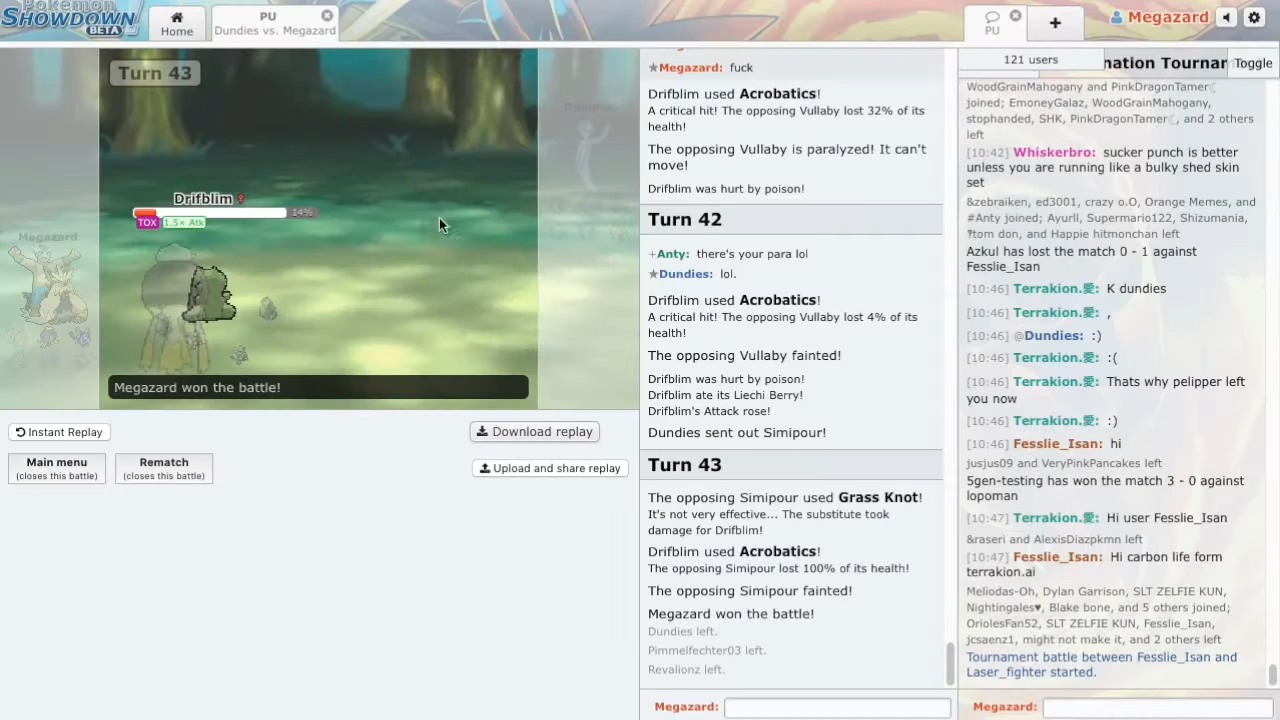 Pokémon
SHOWDOWN
BETA
Home
PU
Dundies vs. Megazard
PU
Megazard
Turn 43
Megazard
Drifblim
14%
TOX 1.5× Atk
Megazard won the battle!
Instant Replay
Download replay
Main menu
(closes this battle)
Rematch
(closes this battle)
Upload and share replay
★Megazard: fuck
Drifblim used Acrobatics!
A critical hit! The opposing Vullaby lost 32% of its
health!
The opposing Vullaby is paralyzed! It can't
move!
Drifblim was hurt by poison!
Turn 42
+Anty: there's your para lol
★Dundies: lol.
Drifblim used Acrobatics!
A critical hit! The opposing Vullaby lost 4% of its
health!
The opposing Vullaby fainted!
Drifblim was hurt by poison!
Drifblim ate its Liechi Berry!
Drifblim's Attack rose!
Dundies sent out Simipour!
Turn 43
The opposing Simipour used Grass Knot!
It's not very effective... The substitute took
damage for Drifblim!
Drifblim used Acrobatics!
The opposing Simipour lost 100% of its health!
The opposing Simipour fainted!
Megazard won the battle!
Dundies left.
Pimmelfechter03 left.
Revalionz left.
Megazard:
121 users
nation Tournar
Toggle
WoodGrainMahogany and PinkDragonTamer☾
joined; EmoneyGalaz, WoodGrainMahogany,
stophanded, SHK, PinkDragonTamer☾, and 2 others
left
[10:42] Whiskerbro: sucker punch is better
unless you are running like a bulky shed skin
set
&zebraiken, ed3001, crazy o.O, Orange Memes, and
#Anty joined; Ayurll, Supermario122, Shizumania,
‽tom don, and Happie hitmonchan left
Azkul has lost the match 0 - 1 against
Fesslie_Isan
[10:46] Terrakion.愛: K dundies
[10:46] Terrakion.愛: ,
[10:46] @Dundies: :)
[10:46] Terrakion.愛: :(
[10:46] Terrakion.愛: Thats why pelipper left
you now
[10:46] Terrakion.愛: :)
[10:46] Fesslie_Isan: hi
jusjus09 and VeryPinkPancakes left
5gen-testing has won the match 3 - 0 against
lopoman
[10:47] Terrakion.愛: Hi user Fesslie_Isan
&raseri and AlexisDiazpkmn left
[10:47] Fesslie_Isan: Hi carbon life form
terrakion.ai
Meliodas-Oh, Dylan Garrison, SLT ZELFIE KUN,
Nightingales♥, Blake bone, and 5 others joined;
OriolesFan52, SLT ZELFIE KUN, Fesslie_Isan,
jcsaenz1, might not make it, and 2 others left
Tournament battle between Fesslie_Isan and
Laser_fighter started.
Megazard: